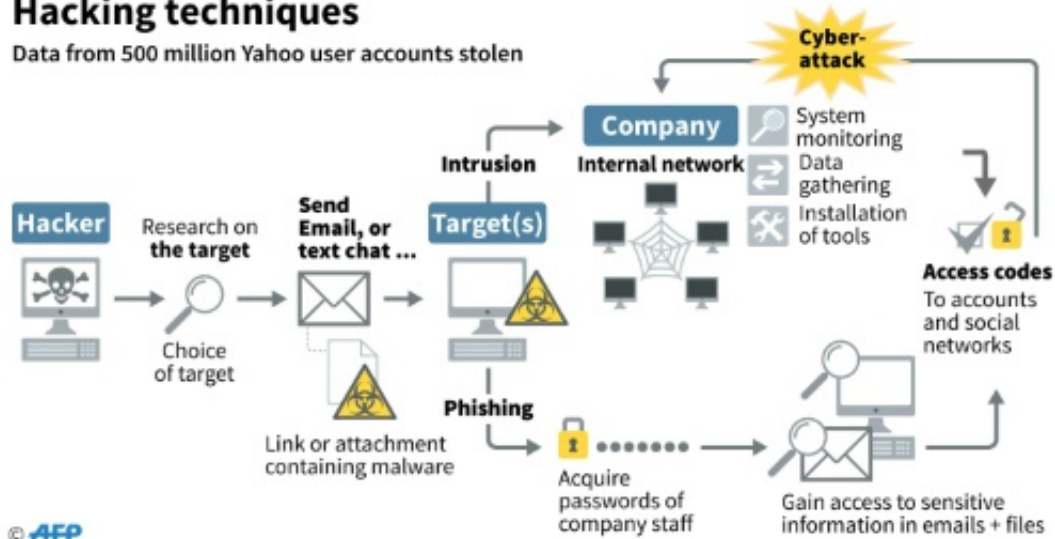 Hacking techniques
Data from 500 million Yahoo user accounts stolen
Cyber-
attack
Company
Internal network
System
monitoring
Data
gathering
Installation
of tools
Intrusion
Hacker
Research on
the target
Choice
of target
Send
Email, or
text chat ...
Link or attachment
containing malware
Target(s)
Phishing
Acquire
passwords of
company staff
Gain access to sensitive
information in emails + files
Access codes
To accounts
and social
networks
© AFP